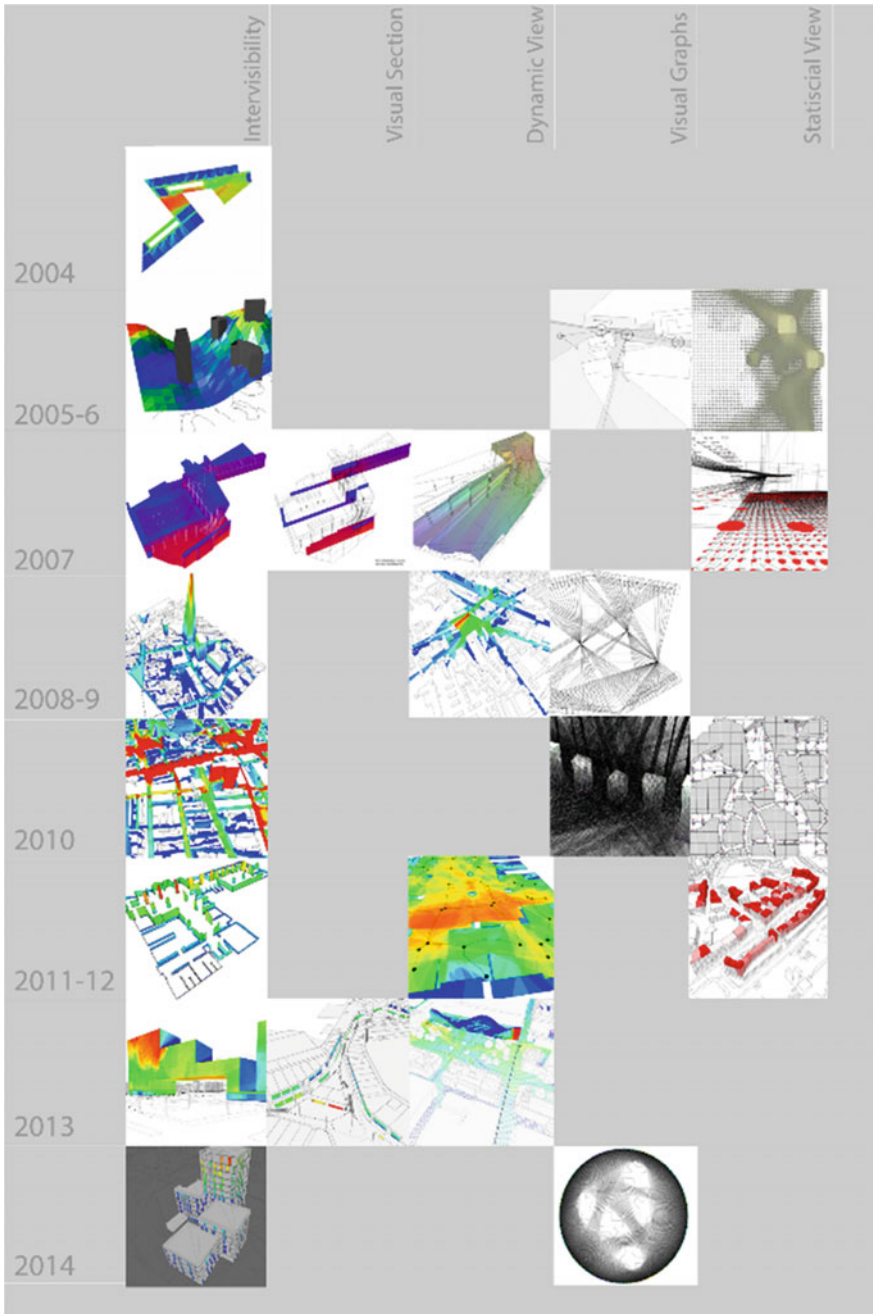 Intervisibility
Visual Section
Dynamic View
Visual Graphs
Statiscial View
2004
2005-6
2007
2008-9
2010
2011-12
2013
2014